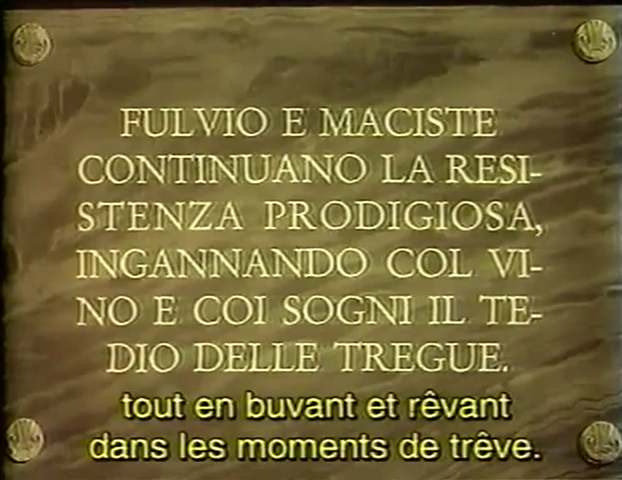 FULVIO E MACISTE
CONTINUANO LA RESI-
STENZA PRODIGIOSA,
INGANNANDO COL VI-
NO E COI SOGNI IL TE-
DIO DELLE TREGUE.
tout en buvant et rêvant
dans les moments de trêve.